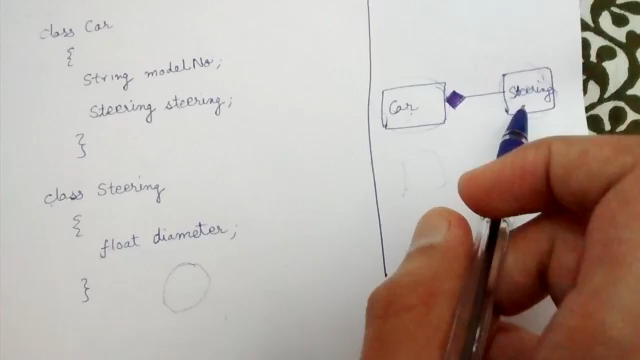 class Car
{
String modelNo;
Steering steering;
}
class Steering
{
float diameter;
}
Car
Steering